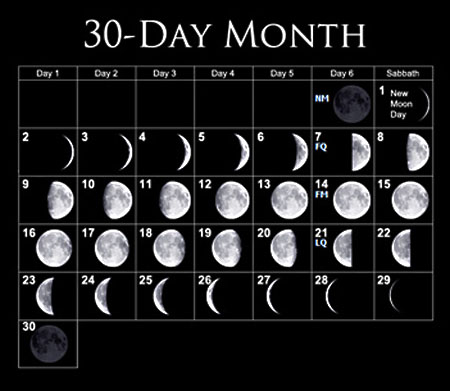 30-DAY MONTH
Day 1 Day 2 Day 3 Day 4 Day 5 Day 6 Sabbath
NM 1 New
Moon
Day
2 3 4 5 6 7 8
FQ
9 10 11 12 13 14 15
FM
16 17 18 19 20 21 22
LQ
23 24 25 26 27 28 29
30